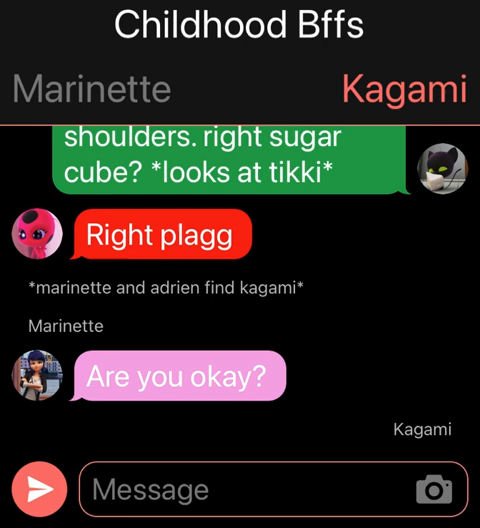 Childhood Bffs
Marinette
Kagami
shoulders. right sugar
cube? *looks at tikki*
Right plagg
*marinette and adrien find kagami*
Marinette
Are you okay?
Kagami
Message